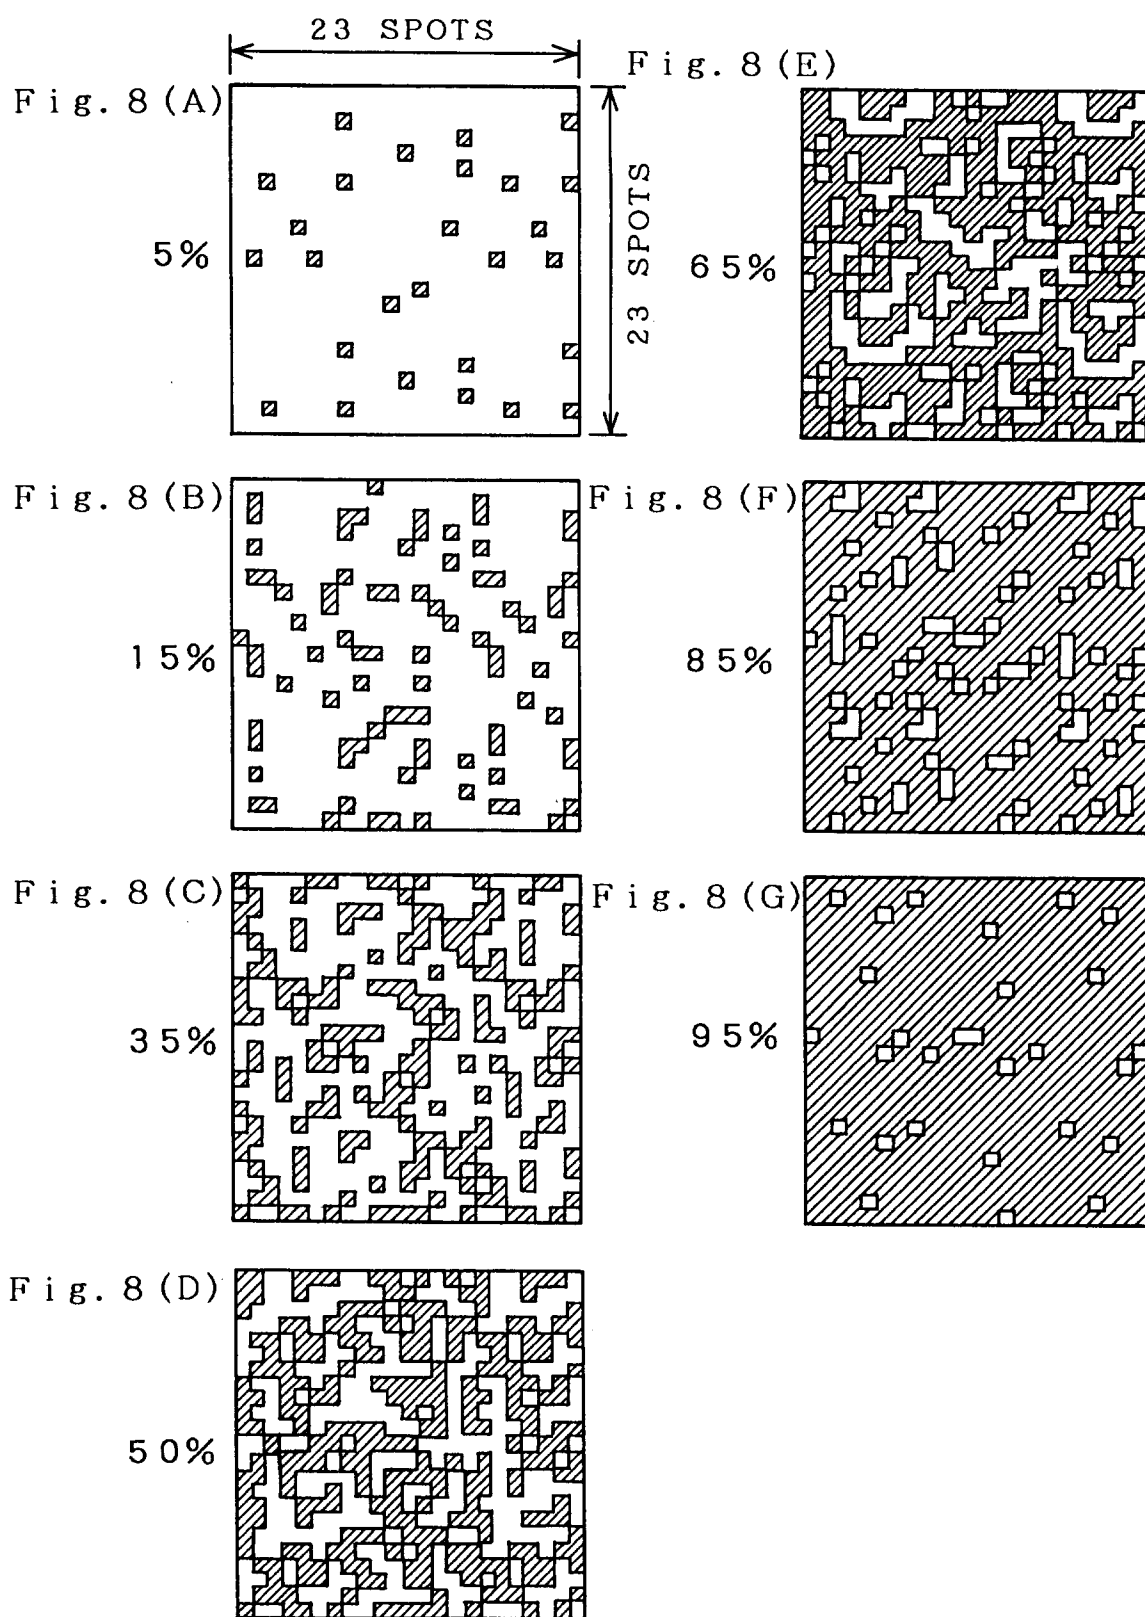 23 SPOTS
Fig. 8 (A)
23 SPOTS
5%
Fig. 8 (B)
15%
Fig. 8 (C)
35%
Fig. 8 (D)
50%
Fig. 8 (E)
65%
Fig. 8 (F)
85%
Fig. 8 (G)
95%